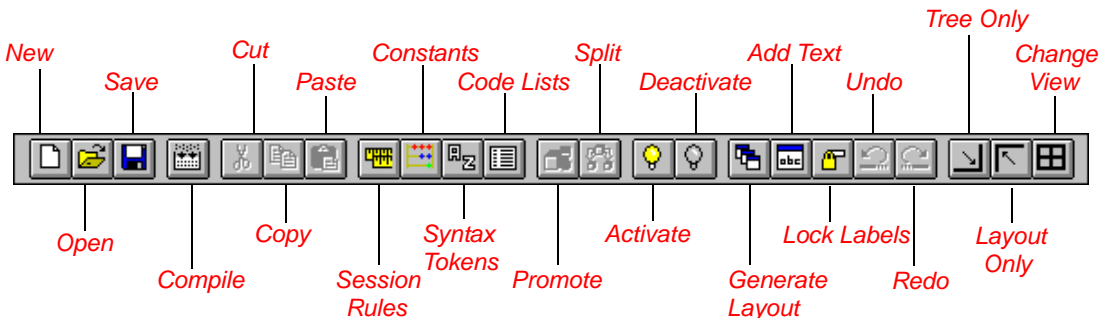 Tree Only
New
Cut
Constants
Split
Add Text
Change
View
Save
Paste
Code Lists
Deactivate
Undo
A
Z
abc
Open
Copy
Syntax
Tokens
Activate
Lock Labels
Layout
Only
Compile
Session
Rules
Promote
Generate
Layout
Redo